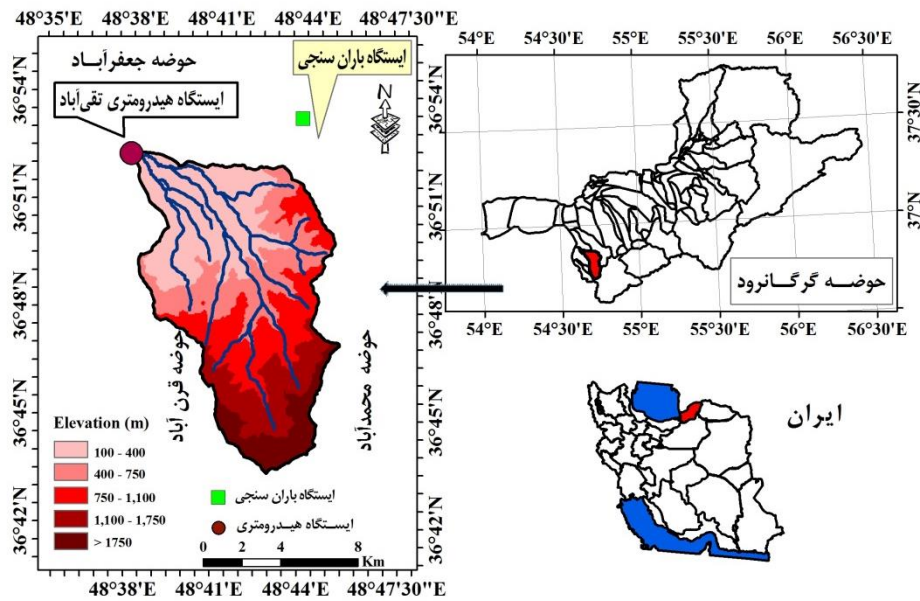 48°35'E 48°38'E 48°41'E 48°44'E 48°47'30"E
حوضه جعفرآباد
ایستگاه باران سنجی
ایستگاه هیدرومتری تقی‌آباد
N
36°54'N
36°51'N
36°48'N
36°45'N
36°42'N
36°54'N
36°51'N
36°48'N
36°45'N
36°42'N
حوضه قرن آباد
حوضه محمدآباد
Elevation (m)
100 - 400
400 - 750
750 - 1,100
1,100 - 1,750
> 1750
ایستگاه باران سنجی
ایستگاه هیدرومتری
0 2 4 8
Km
48°38'E 48°41'E 48°44'E 48°47'30"E
54°E 54°30'E 55°E 55°30'E 56°E 56°30'E
37°30'N
37°N
حوضه گرگانرود
54°E 54°30'E 55°E 55°30'E 56°E 56°30'E
ایران